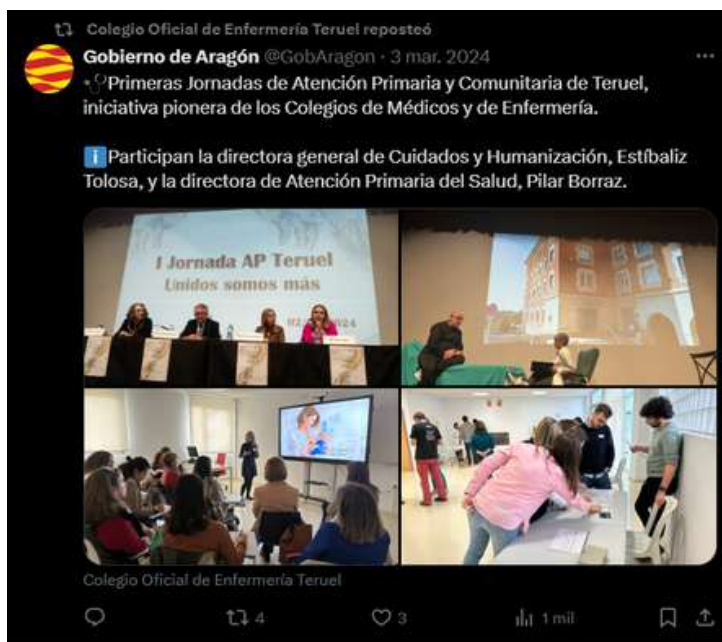 Colegio Oficial de Enfermería Teruel reposteó
Gobierno de Aragón @GobAragon · 3 mar. 2024
Primeras Jornadas de Atención Primaria y Comunitaria de Teruel,
iniciativa pionera de los Colegios de Médicos y de Enfermería.
Participan la directora general de Cuidados y Humanización, Estíbaliz
Tolosa, y la directora de Atención Primaria del Salud, Pilar Borraz.
I Jornada AP Teruel
Unidos somos más
Colegio Oficial de Enfermería Teruel
4 3 1 mil